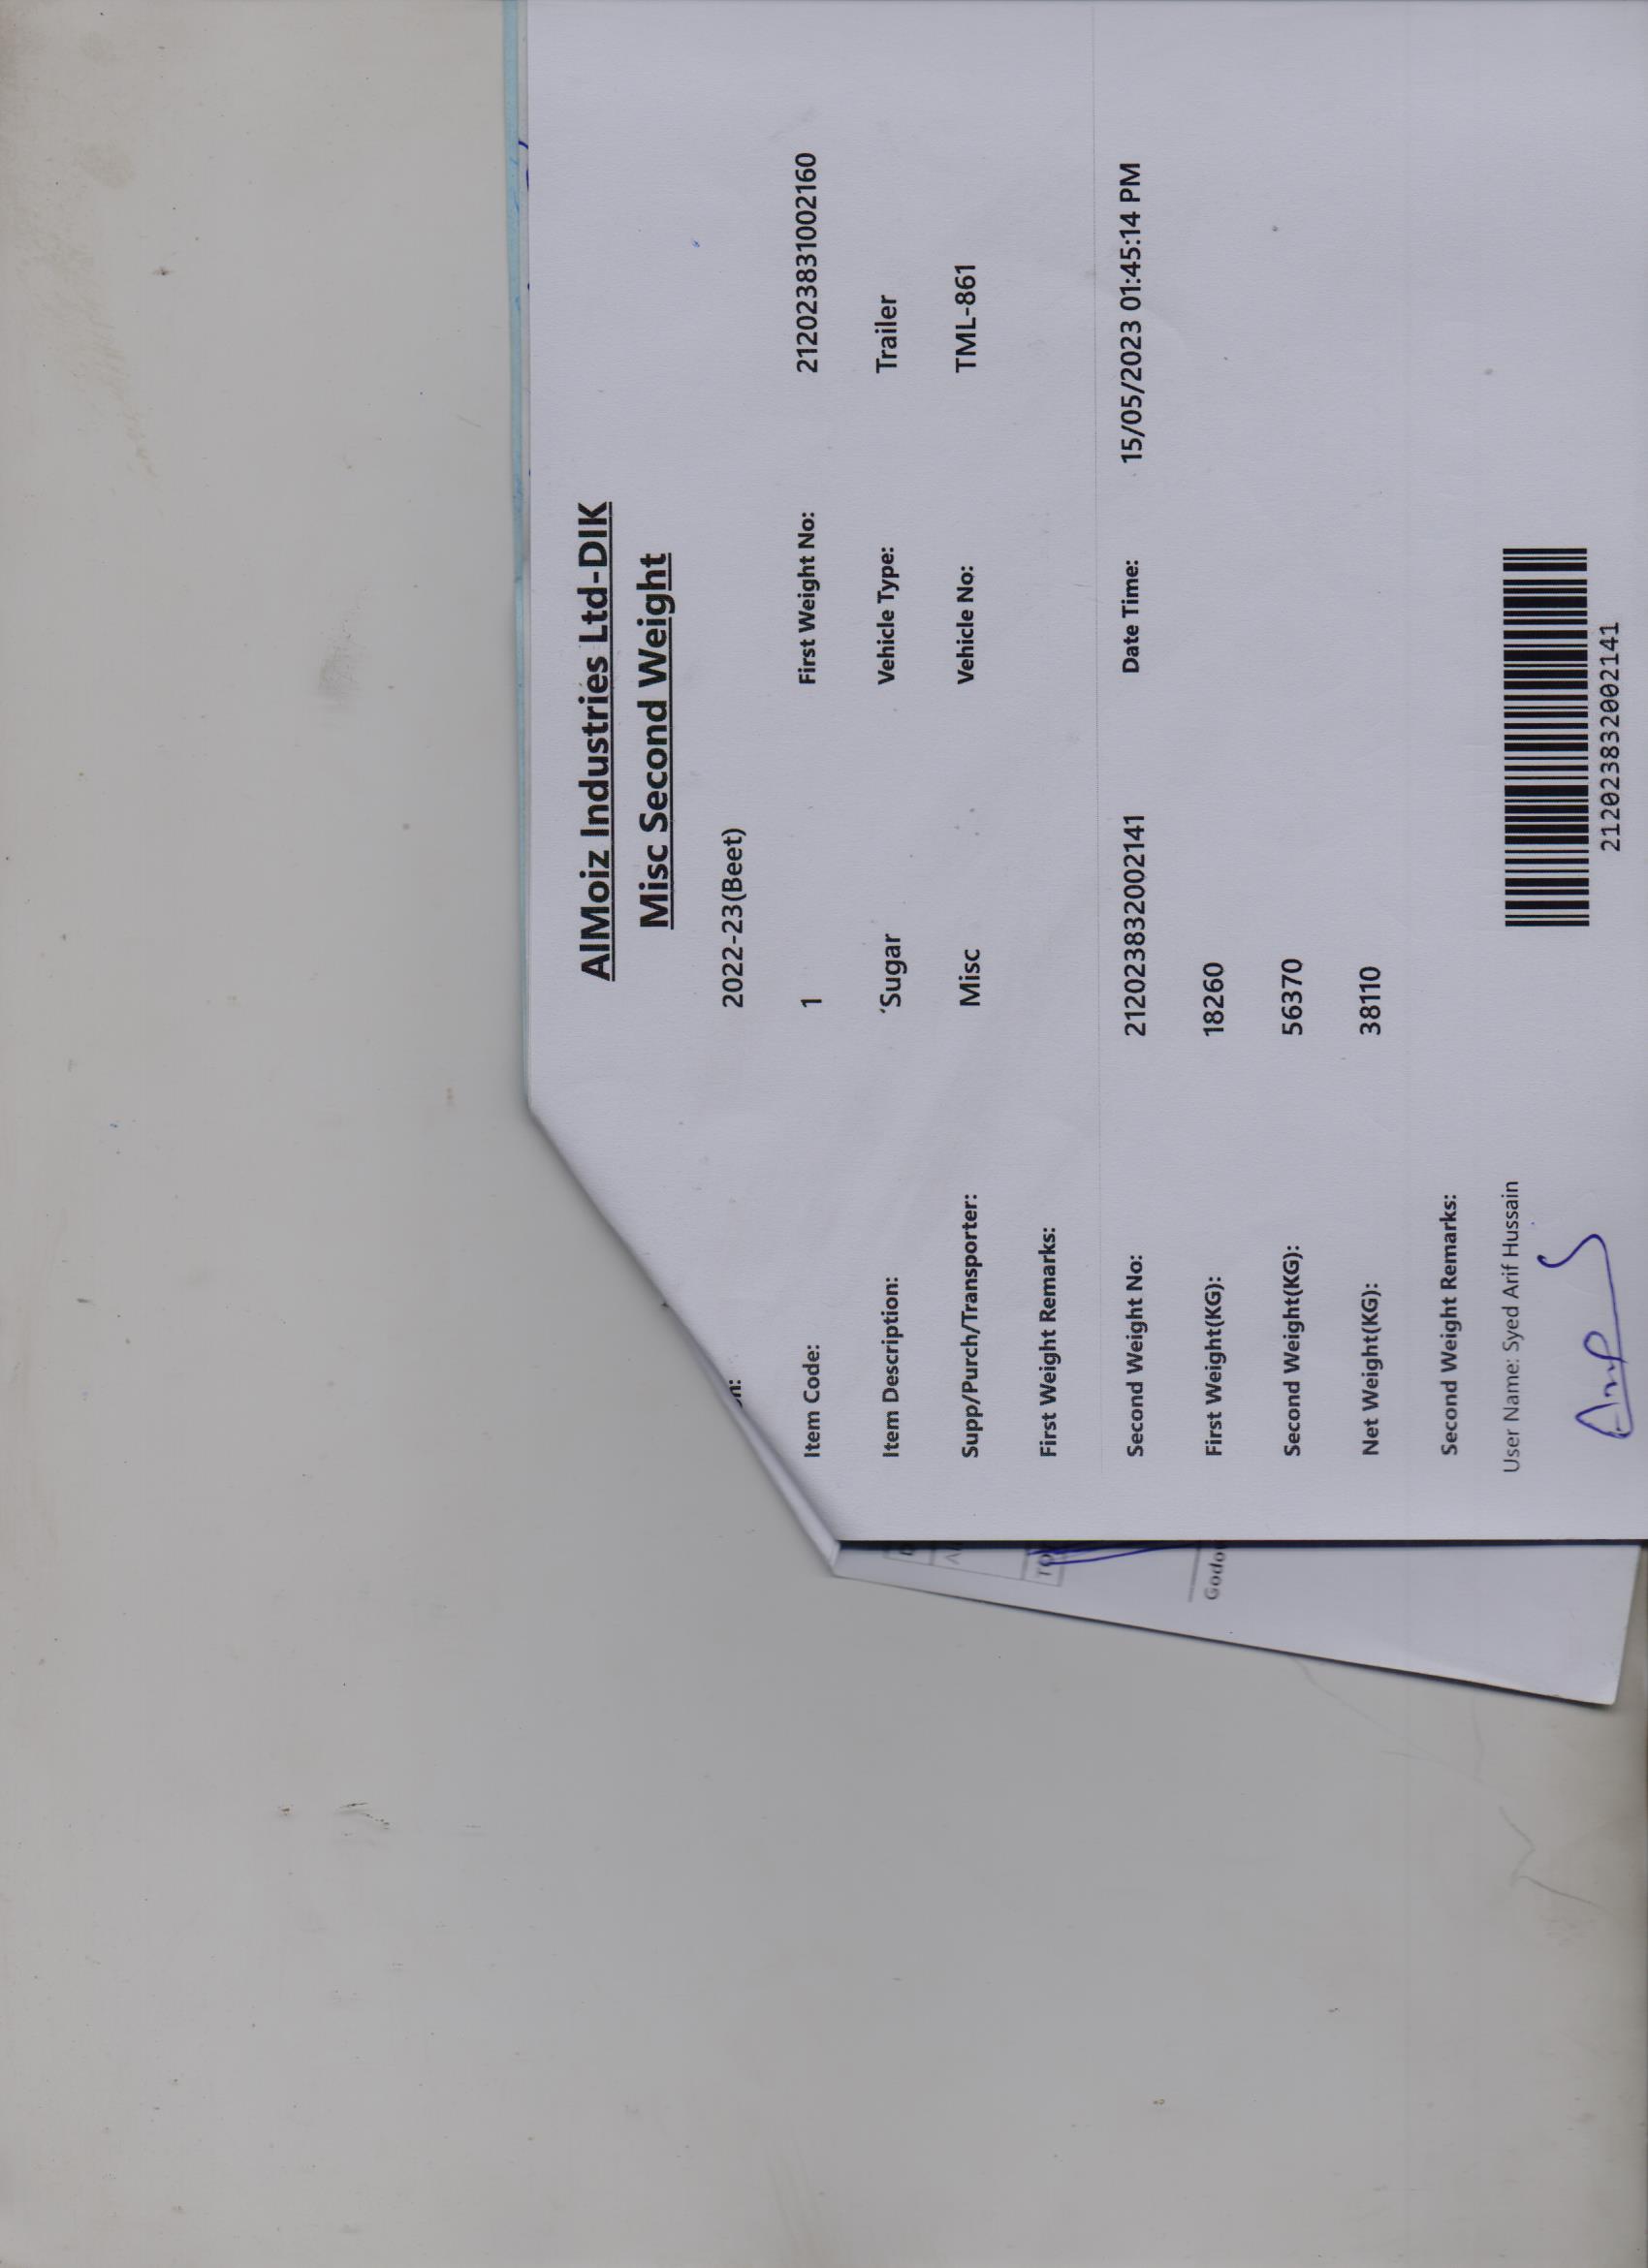 AlMoiz Industries Ltd-DIK
Misc Second Weight
n: 2022-23(Beet)
Item Code: 1 First Weight No: 212023831002160
Item Description: 'Sugar Vehicle Type: Trailer
Supp/Purch/Transporter: Misc Vehicle No: TML-861
First Weight Remarks:
Second Weight No: 212023832002141 Date Time: 15/05/2023 01:45:14 PM
First Weight(KG): 18260
Second Weight(KG): 56370
Net Weight(KG): 38110
Second Weight Remarks:
User Name: Syed Arif Hussain
212023832002141
Godo